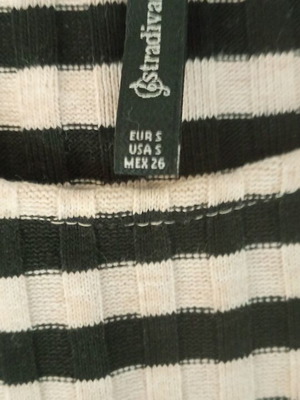 stradiva
EUR S
USA S
MEX 26